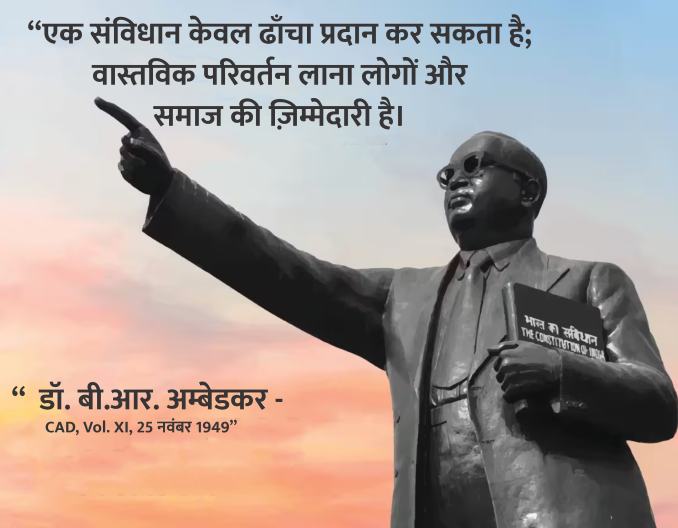 “एक संविधान केवल ढाँचा प्रदान कर सकता है;
वास्तविक परिवर्तन लाना लोगों और
समाज की ज़िम्मेदारी है।
भारत का संविधान
THE CONSTITUTION OF INDIA
“ डॉ. बी.आर. अम्बेडकर -
CAD, Vol. XI, 25 नवंबर 1949”